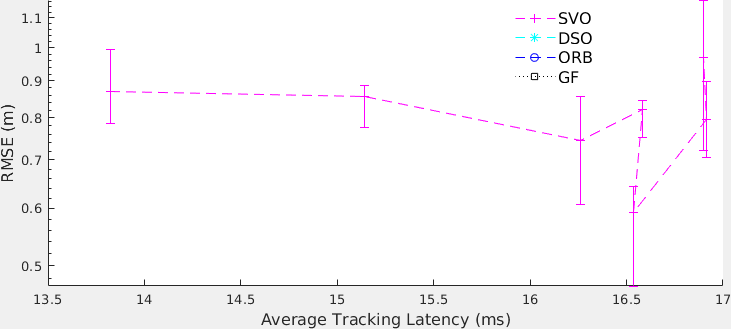 1.1
1
0.9
0.8
0.7
0.6
0.5
RMSE (m)
SVO
DSO
ORB
GF
13.5 14 14.5 15 15.5 16 16.5 17
Average Tracking Latency (ms)